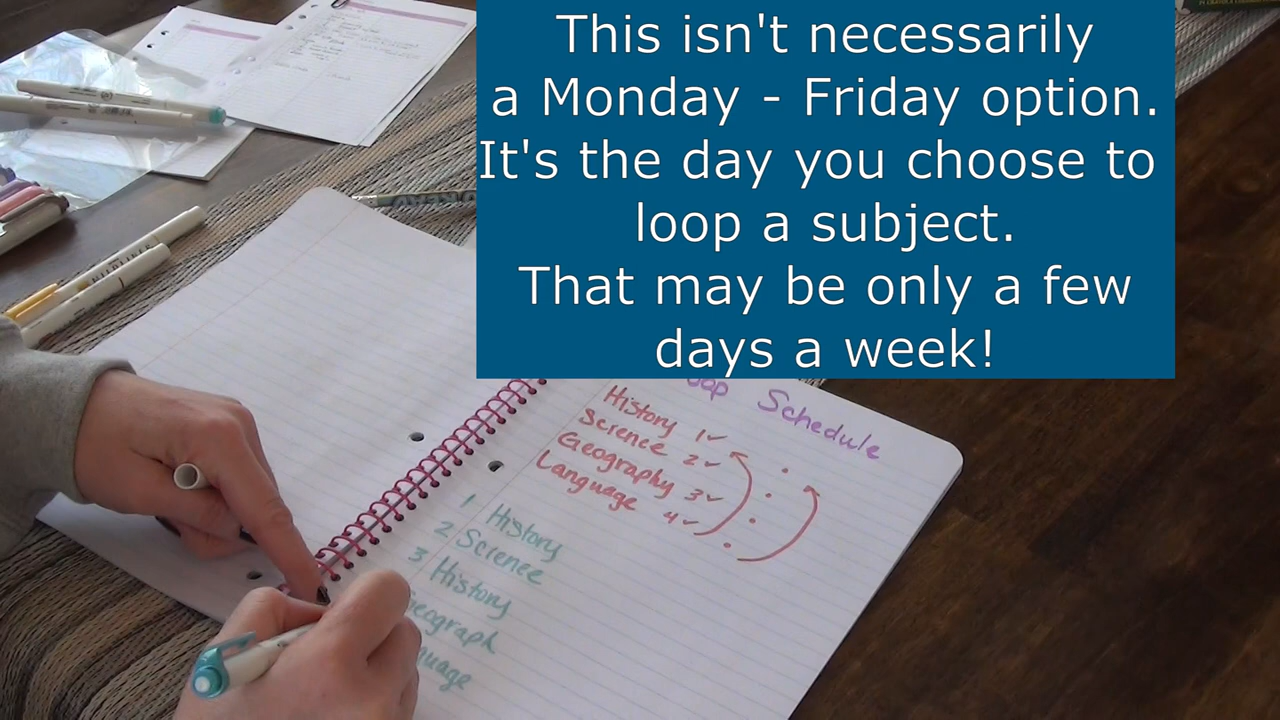 This isn't necessarily
a Monday - Friday option.
It's the day you choose to
loop a subject.
That may be only a few
days a week!
Schedule
History 1✓
Science 2✓
Geography 3✓
Language 4✓
1 History
2 Science
3 History